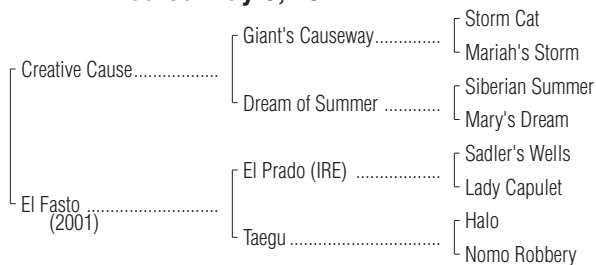 Storm Cat
Giant's Causeway..............
Mariah's Storm
Creative Cause..................
Siberian Summer
Dream of Summer ............
Mary's Dream
Sadler's Wells
El Prado (IRE) ..................
Lady Capulet
El Fasto ............................
(2001)
Halo
Taegu ................................
Nomo Robbery